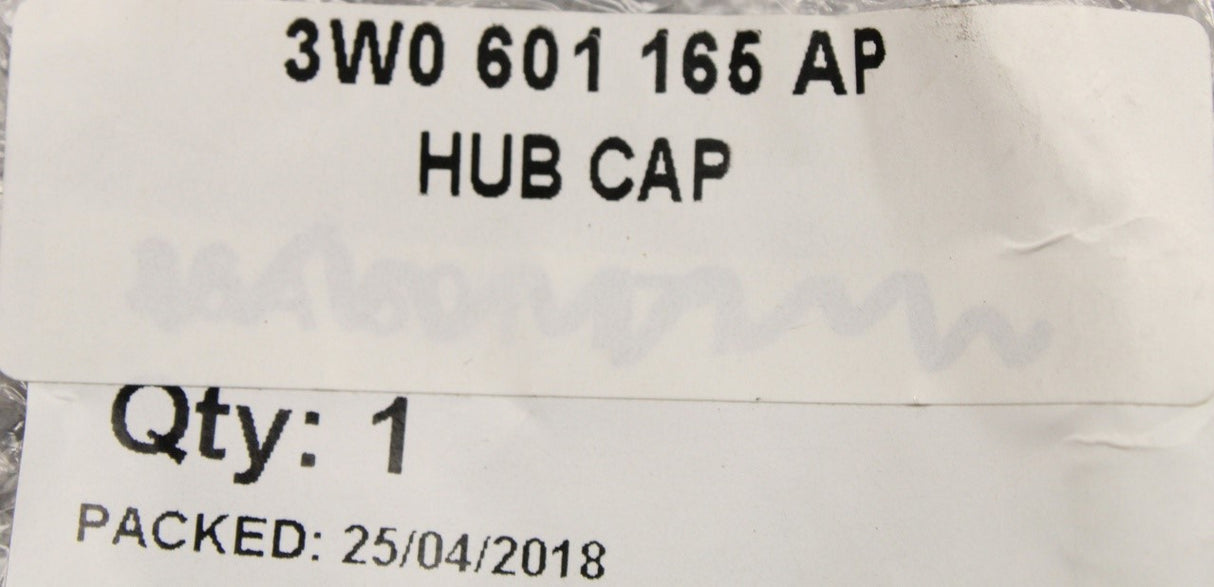 3W0 601 165 AP
HUB CAP
Qty: 1
PACKED: 25/04/2018